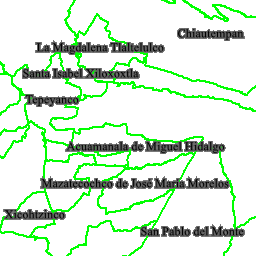 Chiautempan
La Magdalena Tlaltelulco
Santa Isabel Xiloxoxtla
Tepeyanco
Acuamanala de Miguel Hidalgo
Mazatecochco de José María Morelos
Xicohtzinco
San Pablo del Monte